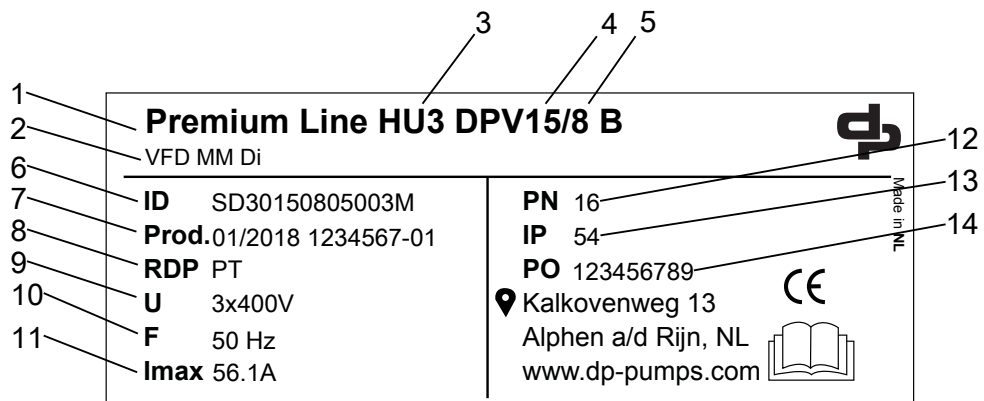 3 4 5
1 Premium Line HU3 DPV15/8 B
dp
2 VFD MM Di
6 ID SD30150805003M
7 Prod. 01/2018 1234567-01
8 RDP PT
9 U 3x400V
10 F 50 Hz
11 Imax 56.1A
PN 16 12
IP 54 13
PO 123456789 14
Kalkovenweg 13
Alphen a/d Rijn, NL
www.dp-pumps.com
Made in NL
CE